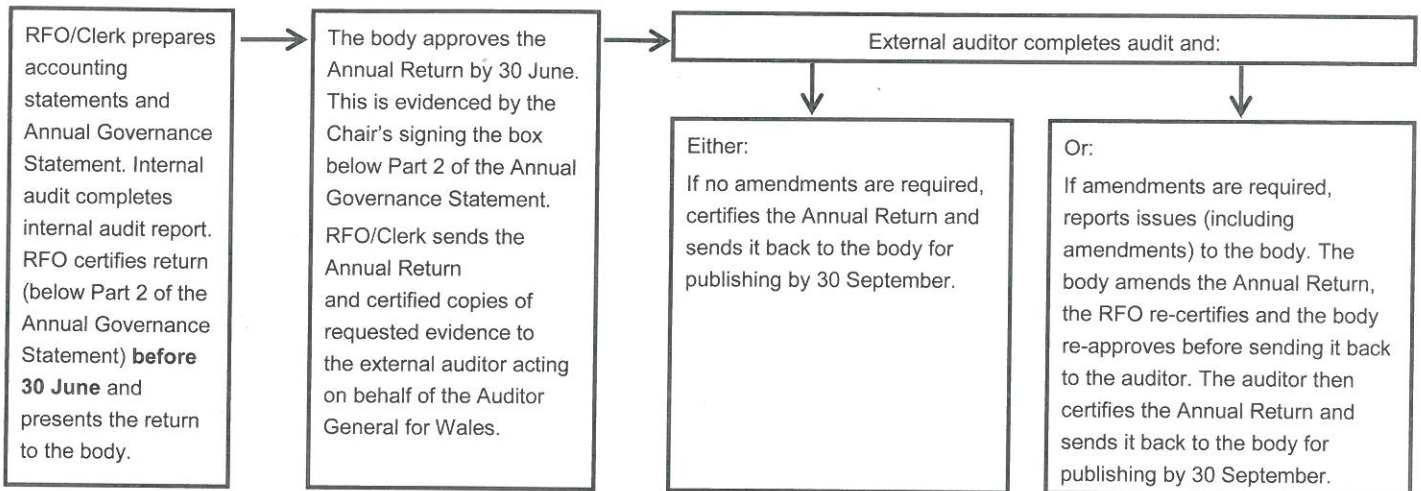 RFO/Clerk prepares
accounting
statements and
Annual Governance
Statement. Internal
audit completes
internal audit report.
RFO certifies return
(below Part 2 of the
Annual Governance
Statement) before
30 June and
presents the return
to the body.
The body approves the
Annual Return by 30 June.
This is evidenced by the
Chair's signing the box
below Part 2 of the Annual
Governance Statement.
RFO/Clerk sends the
Annual Return
and certified copies of
requested evidence to
the external auditor acting
on behalf of the Auditor
General for Wales.
External auditor completes audit and:
Either:
If no amendments are required,
certifies the Annual Return and
sends it back to the body for
publishing by 30 September.
Or:
If amendments are required,
reports issues (including
amendments) to the body. The
body amends the Annual Return,
the RFO re-certifies and the body
re-approves before sending it back
to the auditor. The auditor then
certifies the Annual Return and
sends it back to the body for
publishing by 30 September.